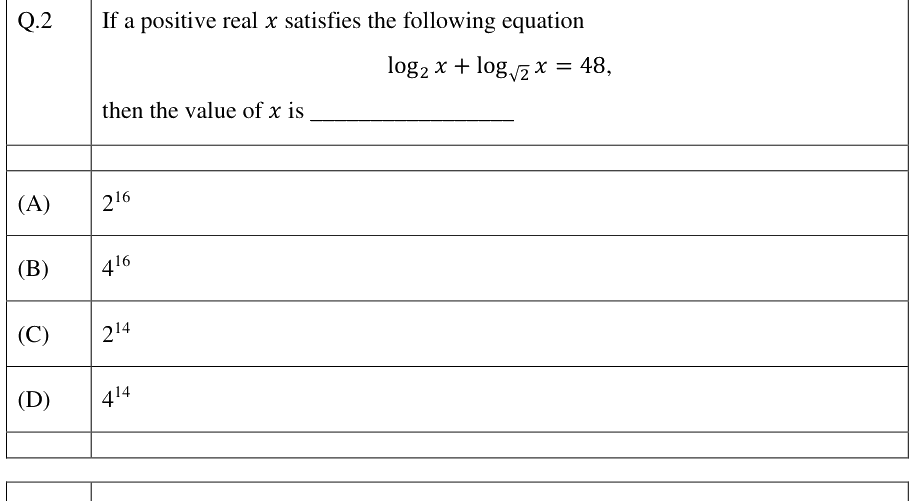 Q.2 If a positive real x satisfies the following equation
log₂ x + log_√2 x = 48,
then the value of x is _________________
(A) 2¹⁶
(B) 4¹⁶
(C) 2¹⁴
(D) 4¹⁴